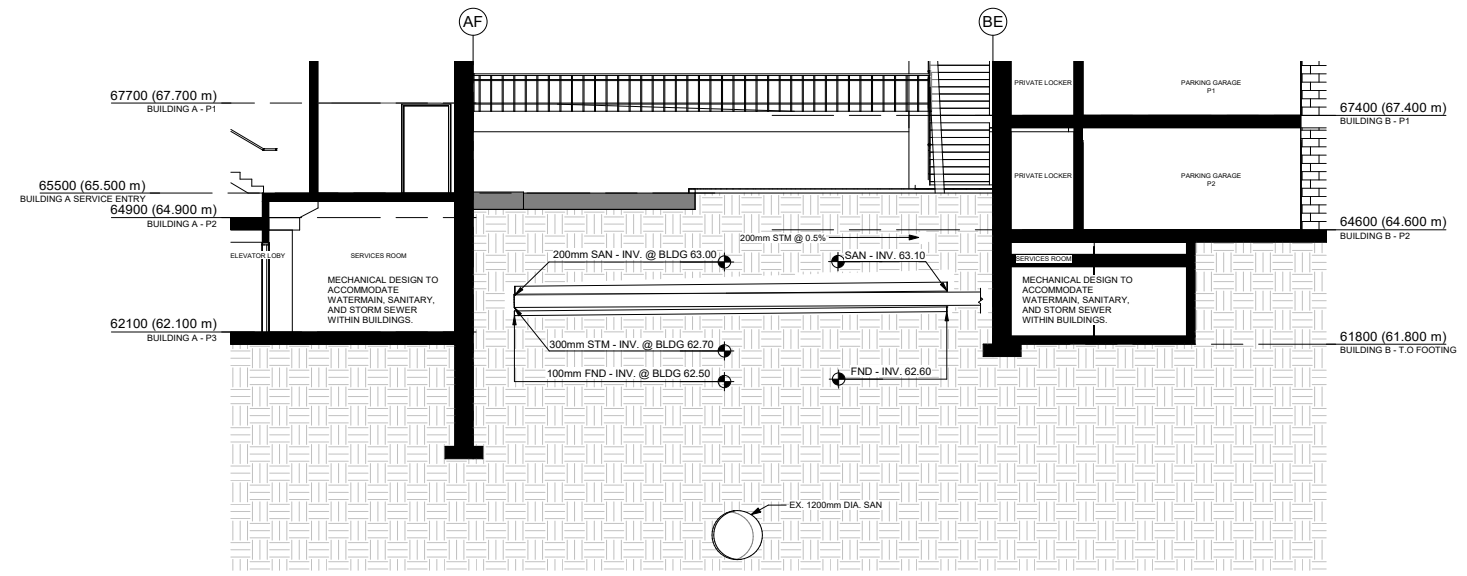 AF
BE
67700 (67.700 m)
BUILDING A - P1
PRIVATE LOCKER
PARKING GARAGE
P1
67400 (67.400 m)
BUILDING B - P1
65500 (65.500 m)
BUILDING A SERVICE ENTRY
64900 (64.900 m)
BUILDING A - P2
PRIVATE LOCKER
PARKING GARAGE
P2
64600 (64.600 m)
BUILDING B - P2
200mm STM @ 0.5%
ELEVATOR LOBY
SERVICES ROOM
200mm SAN - INV. @ BLDG 63.00
SAN - INV. 63.10
SERVICES ROOM
MECHANICAL DESIGN TO
ACCOMMODATE
WATERMAIN, SANITARY,
AND STORM SEWER
WITHIN BUILDINGS.
MECHANICAL DESIGN TO
ACCOMMODATE
WATERMAIN, SANITARY,
AND STORM SEWER
WITHIN BUILDINGS.
62100 (62.100 m)
BUILDING A - P3
300mm STM - INV. @ BLDG 62.70
61800 (61.800 m)
BUILDING B - T.O FOOTING
100mm FND - INV. @ BLDG 62.50
FND - INV. 62.60
EX. 1200mm DIA. SAN